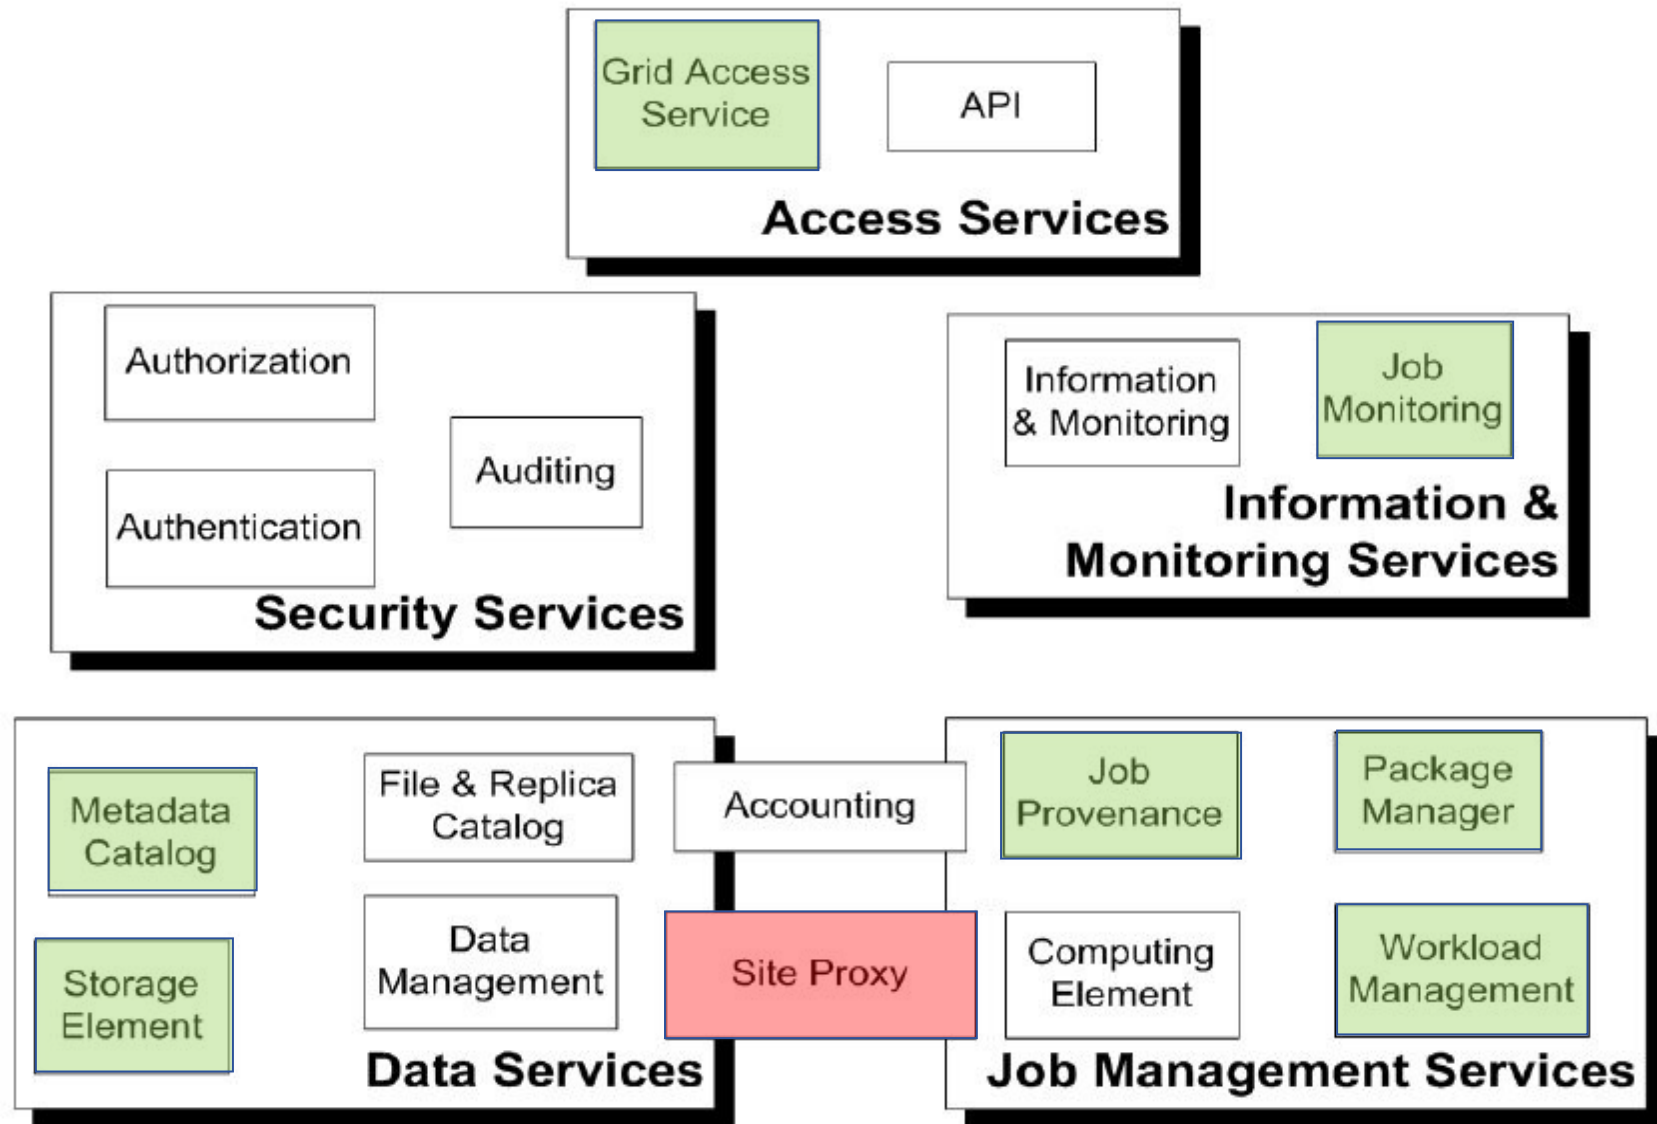 Grid Access
Service
API
Access Services
Authorization
Auditing
Authentication
Security Services
Information
& Monitoring
Job
Monitoring
Information &
Monitoring Services
Metadata
Catalog
File & Replica
Catalog
Storage
Element
Data
Management
Data Services
Accounting
Site Proxy
Job
Provenance
Package
Manager
Computing
Element
Workload
Management
Job Management Services